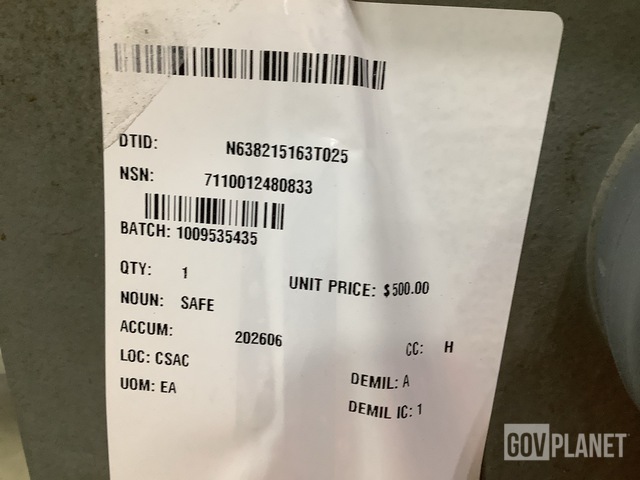 DTID: N638215163T025
NSN: 7110012480833
BATCH: 1009535435
QTY: 1 UNIT PRICE: $500.00
NOUN: SAFE
ACCUM: 202606 CC: H
LOC: CSAC DEMIL: A
UOM: EA DEMIL IC: 1
GOVPLANET